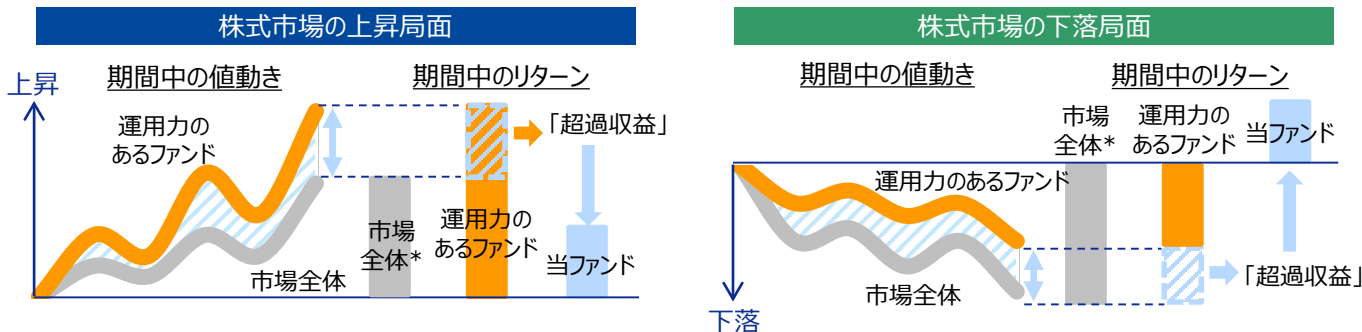 株式市場の上昇局面
期間中の値動き
期間中のリターン
上昇
運用力の
あるファンド
「超過収益」
市場
全体*
運用力の
あるファンド
当ファンド
市場全体
株式市場の下落局面
期間中の値動き
期間中のリターン
市場
全体*
運用力の
あるファンド
当ファンド
運用力のあるファンド
市場全体
「超過収益」
下落